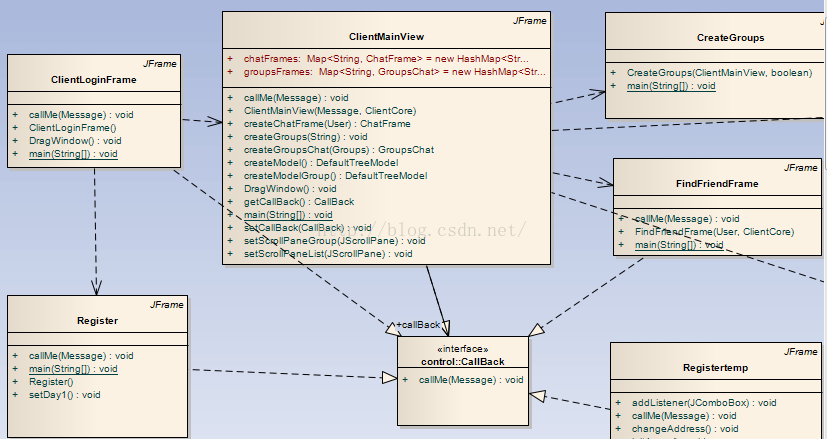 JFrame
ClientLoginFrame
+ callMe(Message) : void
+ ClientLoginFrame()
+ DragWindow() : void
+ main(String[]) : void
JFrame
ClientMainView
+ chatFrames: Map<String, ChatFrame> = new HashMap<Str...
+ groupsFrames: Map<String, GroupsChat> = new HashMap<Str...
+ callMe(Message) : void
+ ClientMainView(Message, ClientCore)
+ createChatFrame(User) : ChatFrame
+ createGroups(String) : void
+ createGroupsChat(Groups) : GroupsChat
+ createModel() : DefaultTreeModel
+ createModelGroup() : DefaultTreeModel
+ DragWindow() : void
+ getCallBack() : CallBack
+ main(String[]) : void
+ setCallBack(CallBack) : void
+ setScrollPaneGroup(JScrollPane) : void
+ setScrollPaneList(JScrollPane) : void
http://blog.csdn.net/
CreateGroups
+ CreateGroups(ClientMainView, boolean)
+ main(String[]) : void
JFrame
FindFriendFrame
+ callMe(Message) : void
+ FindFriendFrame(User, ClientCore)
+ main(String[]) : void
JFrame
Register
+ callMe(Message) : void
+ main(String[]) : void
+ Register()
+ setDay1() : void
+callBack
«interface»
control::CallBack
+ callMe(Message) : void
JFrame
Registertemp
+ addListener(JComboBox) : void
+ callMe(Message) : void
+ changeAddress() : void